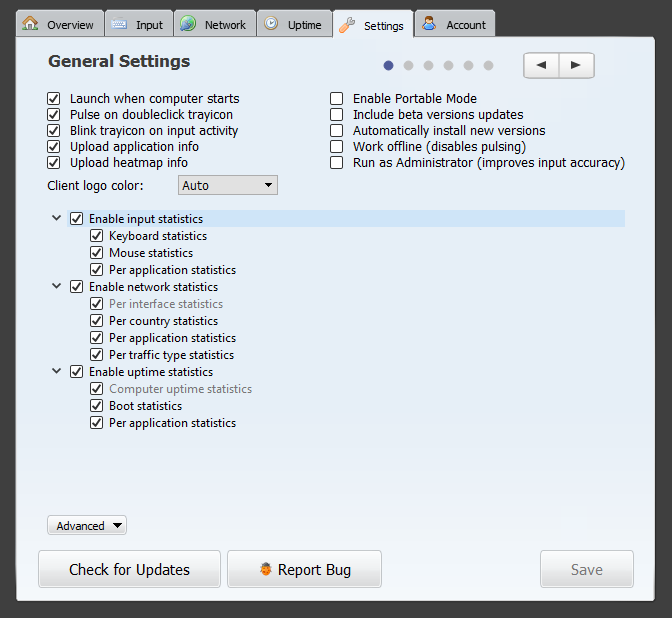 Overview
Input
Network
Uptime
Settings
Account
General Settings
Launch when computer starts
Pulse on doubleclick trayicon
Blink trayicon on input activity
Upload application info
Upload heatmap info
Enable Portable Mode
Include beta versions updates
Automatically install new versions
Work offline (disables pulsing)
Run as Administrator (improves input accuracy)
Client logo color:
Auto
Enable input statistics
Keyboard statistics
Mouse statistics
Per application statistics
Enable network statistics
Per interface statistics
Per country statistics
Per application statistics
Per traffic type statistics
Enable uptime statistics
Computer uptime statistics
Boot statistics
Per application statistics
Advanced
Check for Updates
Report Bug
Save